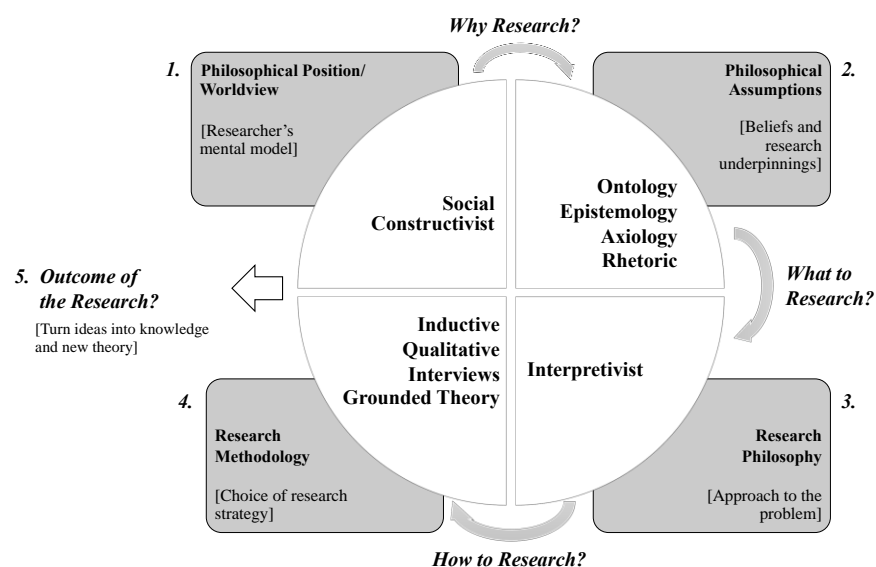 Why Research?
1.
Philosophical Position/
Worldview
[Researcher's
mental model]
2.
Philosophical
Assumptions
[Beliefs and
research
underpinnings]
Social
Constructivist
Ontology
Epistemology
Axiology
Rhetoric
What to
Research?
5. Outcome of
the Research?
[Turn ideas into knowledge
and new theory]
Inductive
Qualitative
Interviews
Grounded Theory
Interpretivist
4.
Research
Methodology
[Choice of research
strategy]
3.
Research
Philosophy
[Approach to the
problem]
How to Research?